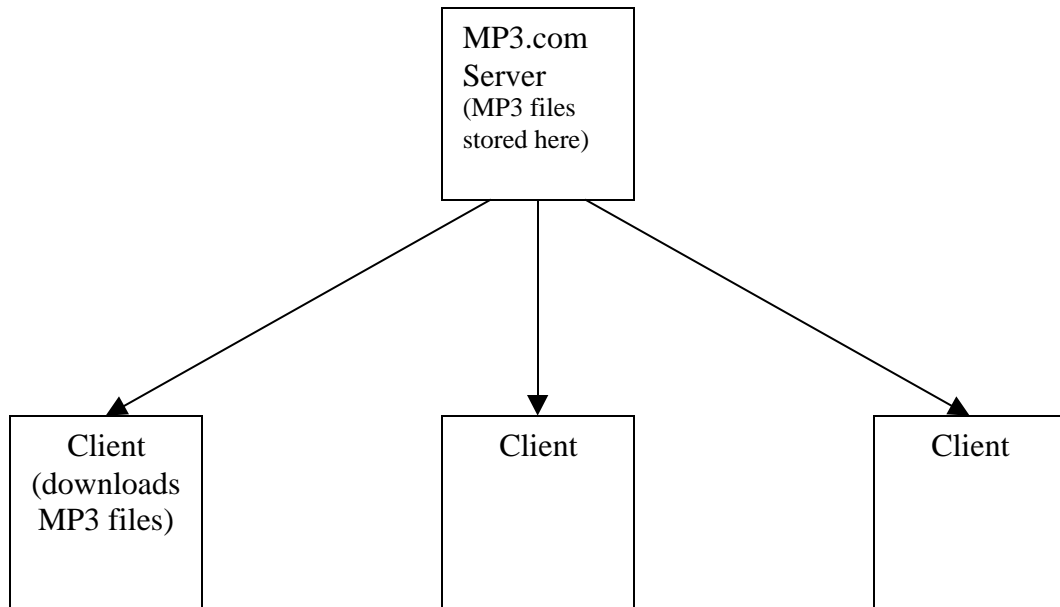 MP3.com
Server
(MP3 files
stored here)
Client
(downloads
MP3 files)
Client
Client